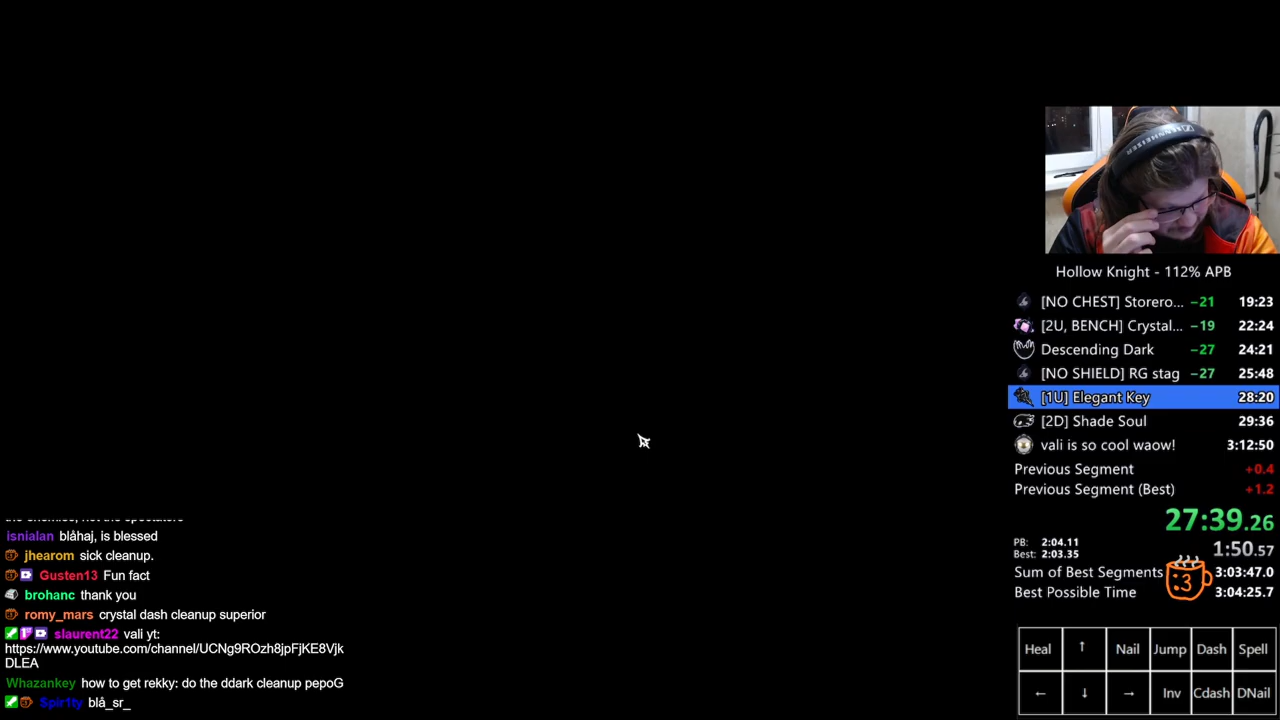 SENNHEISER
Hollow Knight - 112% APB
[NO CHEST] Storero... −21 19:23
[2U, BENCH] Crystal... −19 22:24
Descending Dark −27 24:21
[NO SHIELD] RG stag −27 25:48
[1U] Elegant Key 28:20
[2D] Shade Soul 29:36
vali is so cool waow! 3:12:50
Previous Segment +0.4
Previous Segment (Best) +1.2
27:39.26
PB: 2:04.11
Best: 2:03.35
1:50.57
Sum of Best Segments 3:03:47.0
Best Possible Time 3:04:25.7
Heal ↑ Nail Jump Dash Spell
← ↓ → Inv Cdash DNail
the enemies, not the spectators
isnialan blåhaj, is blessed
jhearom sick cleanup.
Gusten13 Fun fact
brohanc thank you
romy_mars crystal dash cleanup superior
slaurent22 vali yt:
https://www.youtube.com/channel/UCNg9ROzh8jpFjKE8Vjk
DLEA
Whazankey how to get rekky: do the ddark cleanup pepoG
Spir1ty blå_sr_